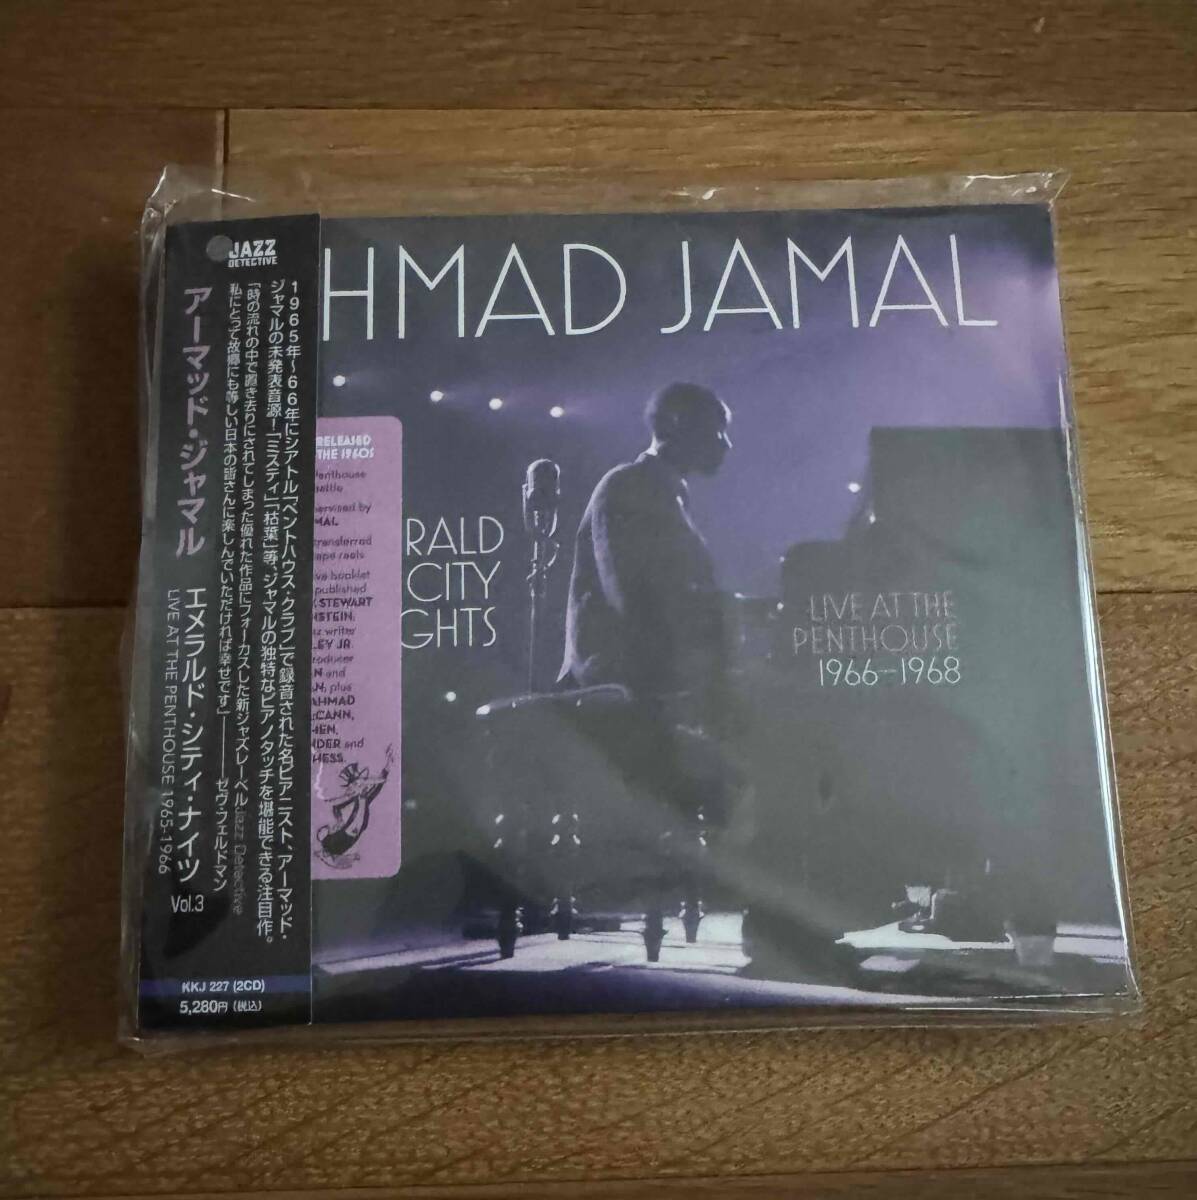 JAZZ
DETECTIVE
アーマッド・ジャマル エメラルド・シティ・ナイツ Vol.3
LIVE AT THE PENTHOUSE 1965-1966
1965年〜66年にシアトル「ペントハウス・クラブ」で録音された名ピアニスト、アーマッド・
ジャマルの未発表音源!「ミスティ」「枯葉」等、ジャマルの独特なピアノタッチを堪能できる注目作。
「時の流れの中で置き去りにされてしまった優れた作品にフォーカスした新ジャズレーベルJazz Detective
私にとって故郷にも等しい日本の皆さんに楽しんでいただければ幸せです」――ゼヴ・フェルドマン
KKJ 227 (2CD)
5,280円 (税込)
HMAD JAMAL
RELEASED
THE 1960S
Penthouse
eattle
ervised by
MAL
transferred
ape reels
ive booklet
published
K STEWART
NSTEIN;
zz writer
LEY JR.
roducer
N and
AN, plus
AHMAD
cCANN,
HEN,
NDER and
HESS.
RALD
CITY
GHTS
LIVE AT THE
PENTHOUSE
1966–1968